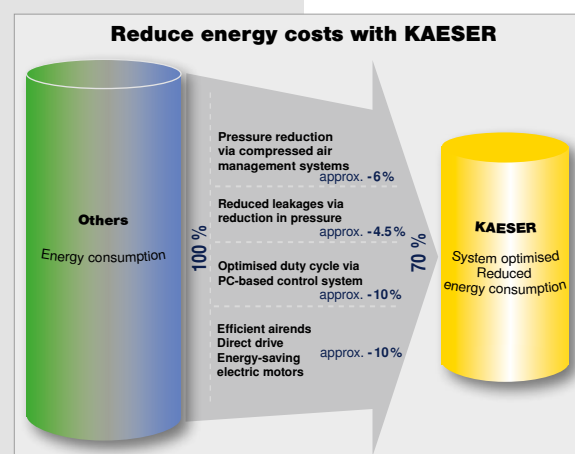 Reduce energy costs with KAESER
Others
Energy consumption
100 %
Pressure reduction
via compressed air
management systems
approx. -6%
Reduced leakages via
reduction in pressure
approx. -4.5%
Optimised duty cycle via
PC-based control system
approx. -10%
Efficient airends
Direct drive
Energy-saving
electric motors
approx. -10%
70 %
KAESER
System optimised
Reduced
energy consumption